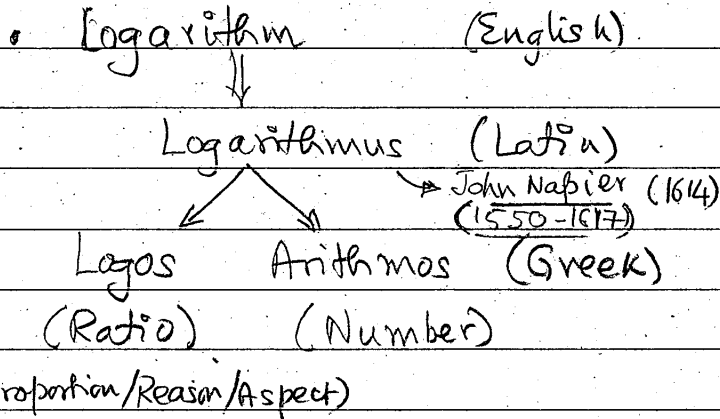 • Logarithm (English)
Logarithmus (Latin)
John Napier (1614)
(1550-1617)
Logos Arithmos (Greek)
(Ratio) (Number)
roportion/Reason/Aspect)